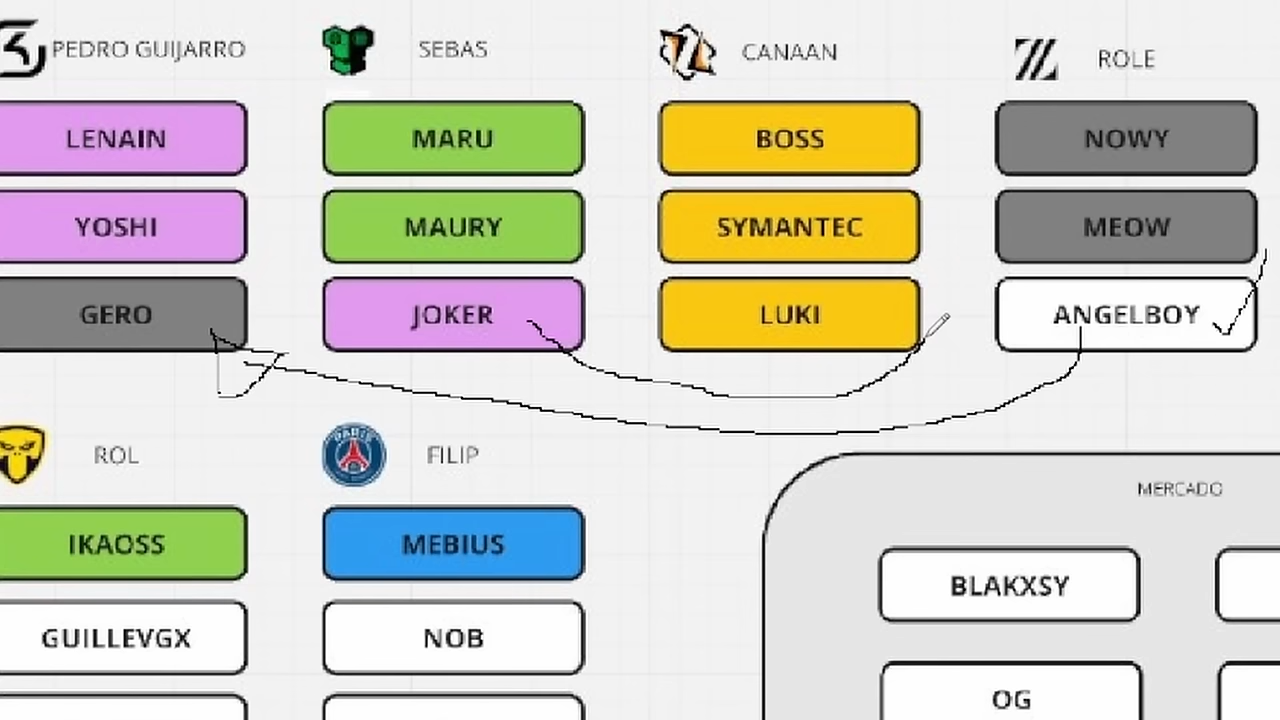 PEDRO GUIJARRO
SEBAS
CANAAN
ROLE
LENAIN
MARU
BOSS
NOWY
YOSHI
MAURY
SYMANTEC
MEOW
GERO
JOKER
LUKI
ANGELBOY
ROL
FILIP
PARIS
MERCADO
IKAOSS
MEBIUS
BLAKXSY
GUILLEVGX
NOB
OG